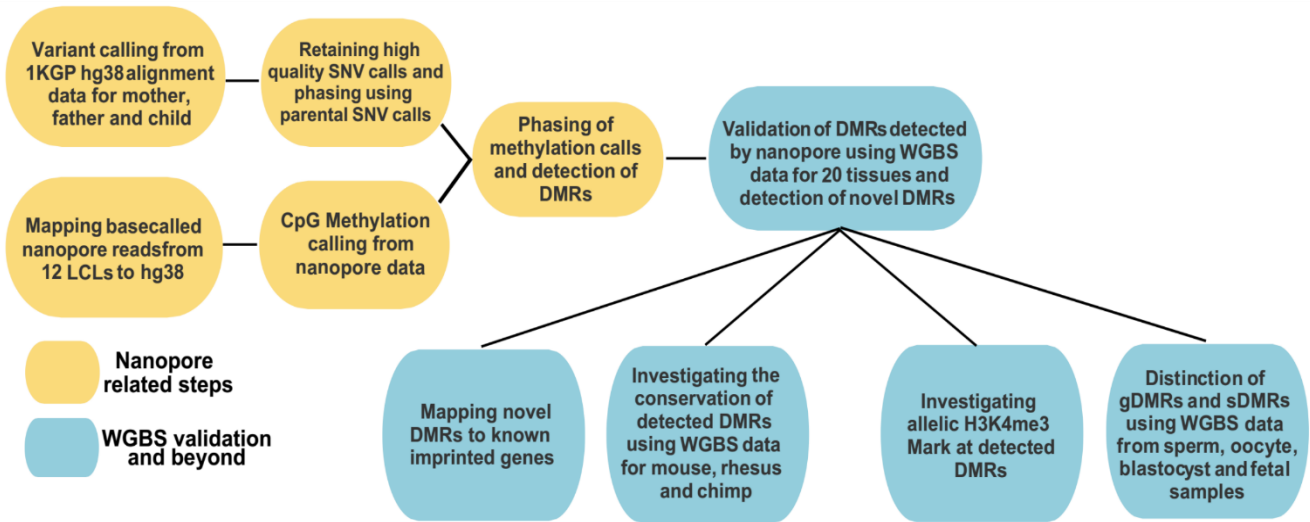 Variant calling from
1KGP hg38 alignment
data for mother,
father and child
Retaining high
quality SNV calls and
phasing using
parental SNV calls
Mapping basecalled
nanopore readsfrom
12 LCLs to hg38
CpG Methylation
calling from
nanopore data
Phasing of
methylation calls
and detection of
DMRs
Validation of DMRs detected
by nanopore using WGBS
data for 20 tissues and
detection of novel DMRs
Nanopore
related steps
WGBS validation
and beyond
Mapping novel
DMRs to known
imprinted genes
Investigating the
conservation of
detected DMRs
using WGBS data
for mouse, rhesus
and chimp
Investigating
allelic H3K4me3
Mark at detected
DMRs
Distinction of
gDMRs and sDMRs
using WGBS data
from sperm, oocyte,
blastocyst and fetal
samples